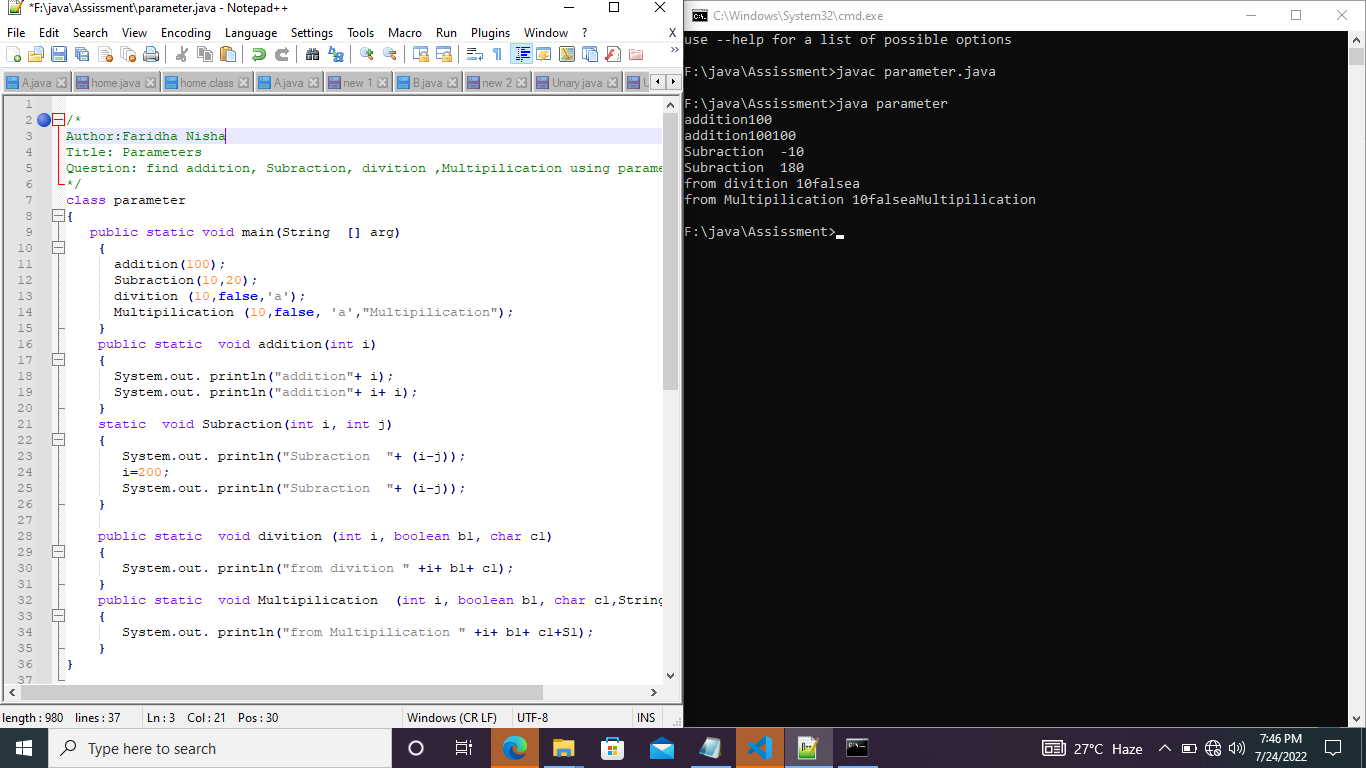 *F:\java\Assissment\parameter.java - Notepad++
File Edit Search View Encoding Language Settings Tools Macro Run Plugins Window ? X
A.java home.java home.class A.java new 1 B.java new 2 Unary.java
1
2 /*
3 Author:Faridha Nisha
4 Title: Parameters
5 Question: find addition, Subraction, divition ,Multipilication using parame
6 */
7 class parameter
8 {
9 public static void main(String [] arg)
10 {
11 addition(100);
12 Subraction(10,20);
13 divition (10,false,'a');
14 Multipilication (10,false, 'a',"Multipilication");
15 }
16 public static void addition(int i)
17 {
18 System.out. println("addition"+ i);
19 System.out. println("addition"+ i+ i);
20 }
21 static void Subraction(int i, int j)
22 {
23 System.out. println("Subraction  "+ (i-j));
24 i=200;
25 System.out. println("Subraction  "+ (i-j));
26 }
27
28 public static void divition (int i, boolean b1, char c1)
29 {
30 System.out. println("from divition " +i+ b1+ c1);
31 }
32 public static void Multipilication (int i, boolean b1, char c1,String
33 {
34 System.out. println("from Multipilication " +i+ b1+ c1+S1);
35 }
36 }
37
length : 980 lines : 37 Ln : 3 Col : 21 Pos : 30 Windows (CR LF) UTF-8 INS
C:\Windows\System32\cmd.exe
use --help for a list of possible options
F:\java\Assissment>javac parameter.java
F:\java\Assissment>java parameter
addition100
addition100100
Subraction  -10
Subraction  180
from divition 10falsea
from Multipilication 10falseaMultipilication
F:\java\Assissment>
Type here to search
27°C Haze
7:46 PM
7/24/2022